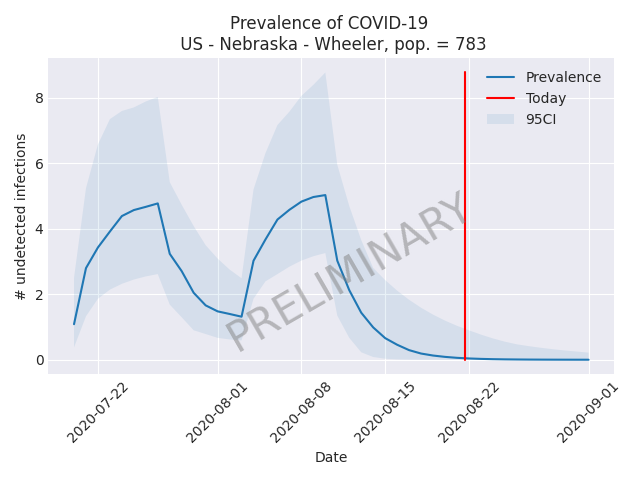 Prevalence of COVID-19
US - Nebraska - Wheeler, pop. = 783
Prevalence
Today
95CI
8
6
4
2
0
# undetected infections
PRELIMINARY
2020-07-22
2020-08-01
2020-08-08
2020-08-15
2020-08-22
2020-09-01
Date